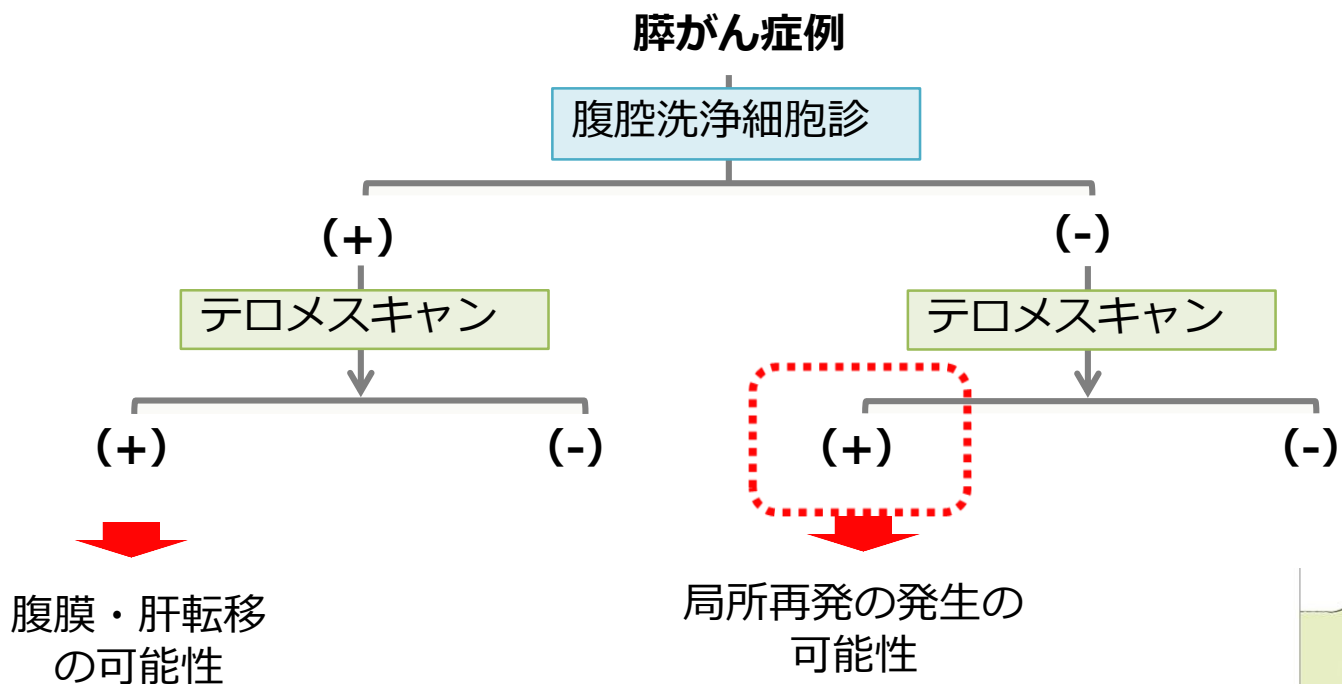 膵がん症例
腹腔洗浄細胞診
(+)
(-)
テロメスキャン
テロメスキャン
(+)
(-)
(+)
(-)
腹膜・肝転移
の可能性
局所再発の発生の
可能性